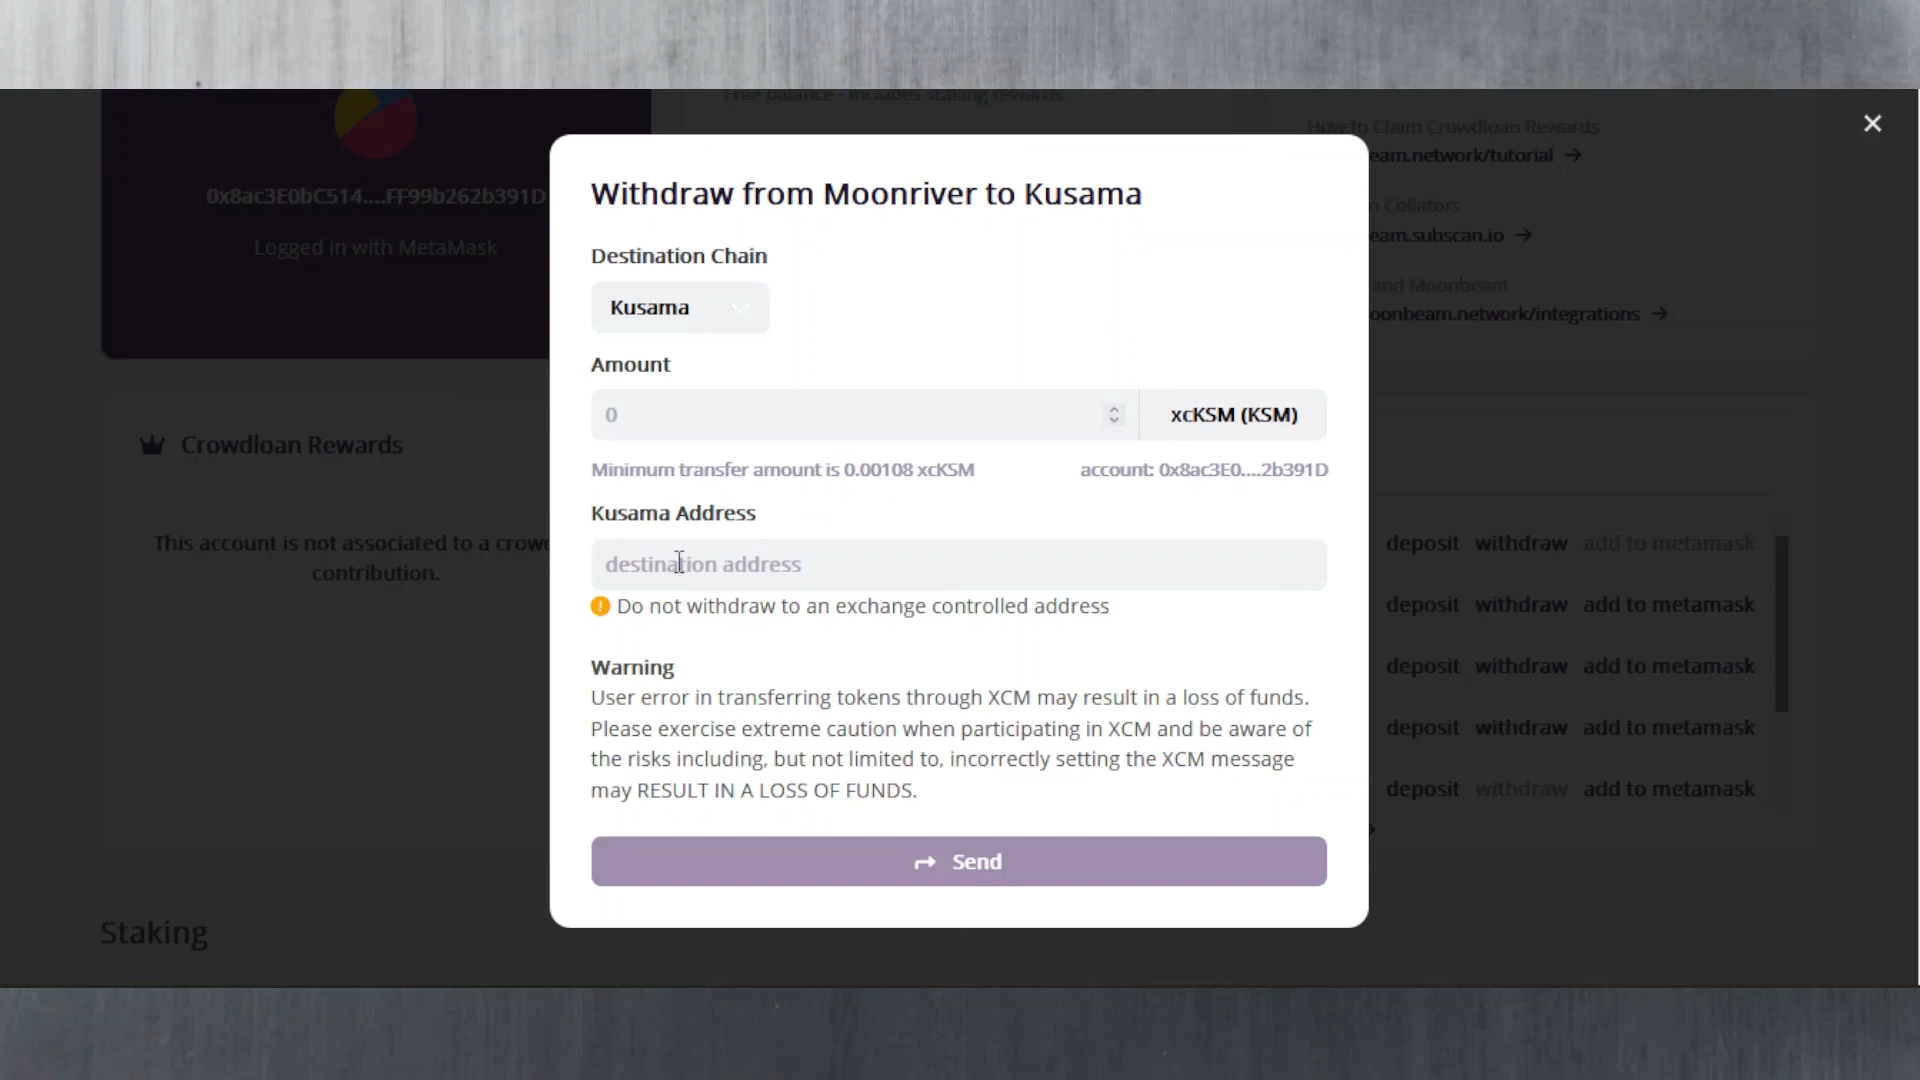 Free balance - includes staking rewards
How to Claim Crowdloan Rewards
eam.network/tutorial
0x8ac3E0bC514....FF99b262b391D
Logged in with MetaMask
Withdraw from Moonriver to Kusama
n Collators
eam.subscan.io
Destination Chain
Kusama
and Moonbeam
oonbeam.network/integrations
Amount
0
xcKSM (KSM)
Crowdloan Rewards
Minimum transfer amount is 0.00108 xcKSM
account: 0x8ac3E0....2b391D
Kusama Address
This account is not associated to a crow
contribution.
destination address
Do not withdraw to an exchange controlled address
deposit withdraw add to metamask
deposit withdraw add to metamask
Warning
User error in transferring tokens through XCM may result in a loss of funds.
Please exercise extreme caution when participating in XCM and be aware of
the risks including, but not limited to, incorrectly setting the XCM message
may RESULT IN A LOSS OF FUNDS.
deposit withdraw add to metamask
deposit withdraw add to metamask
deposit withdraw add to metamask
Send
Staking